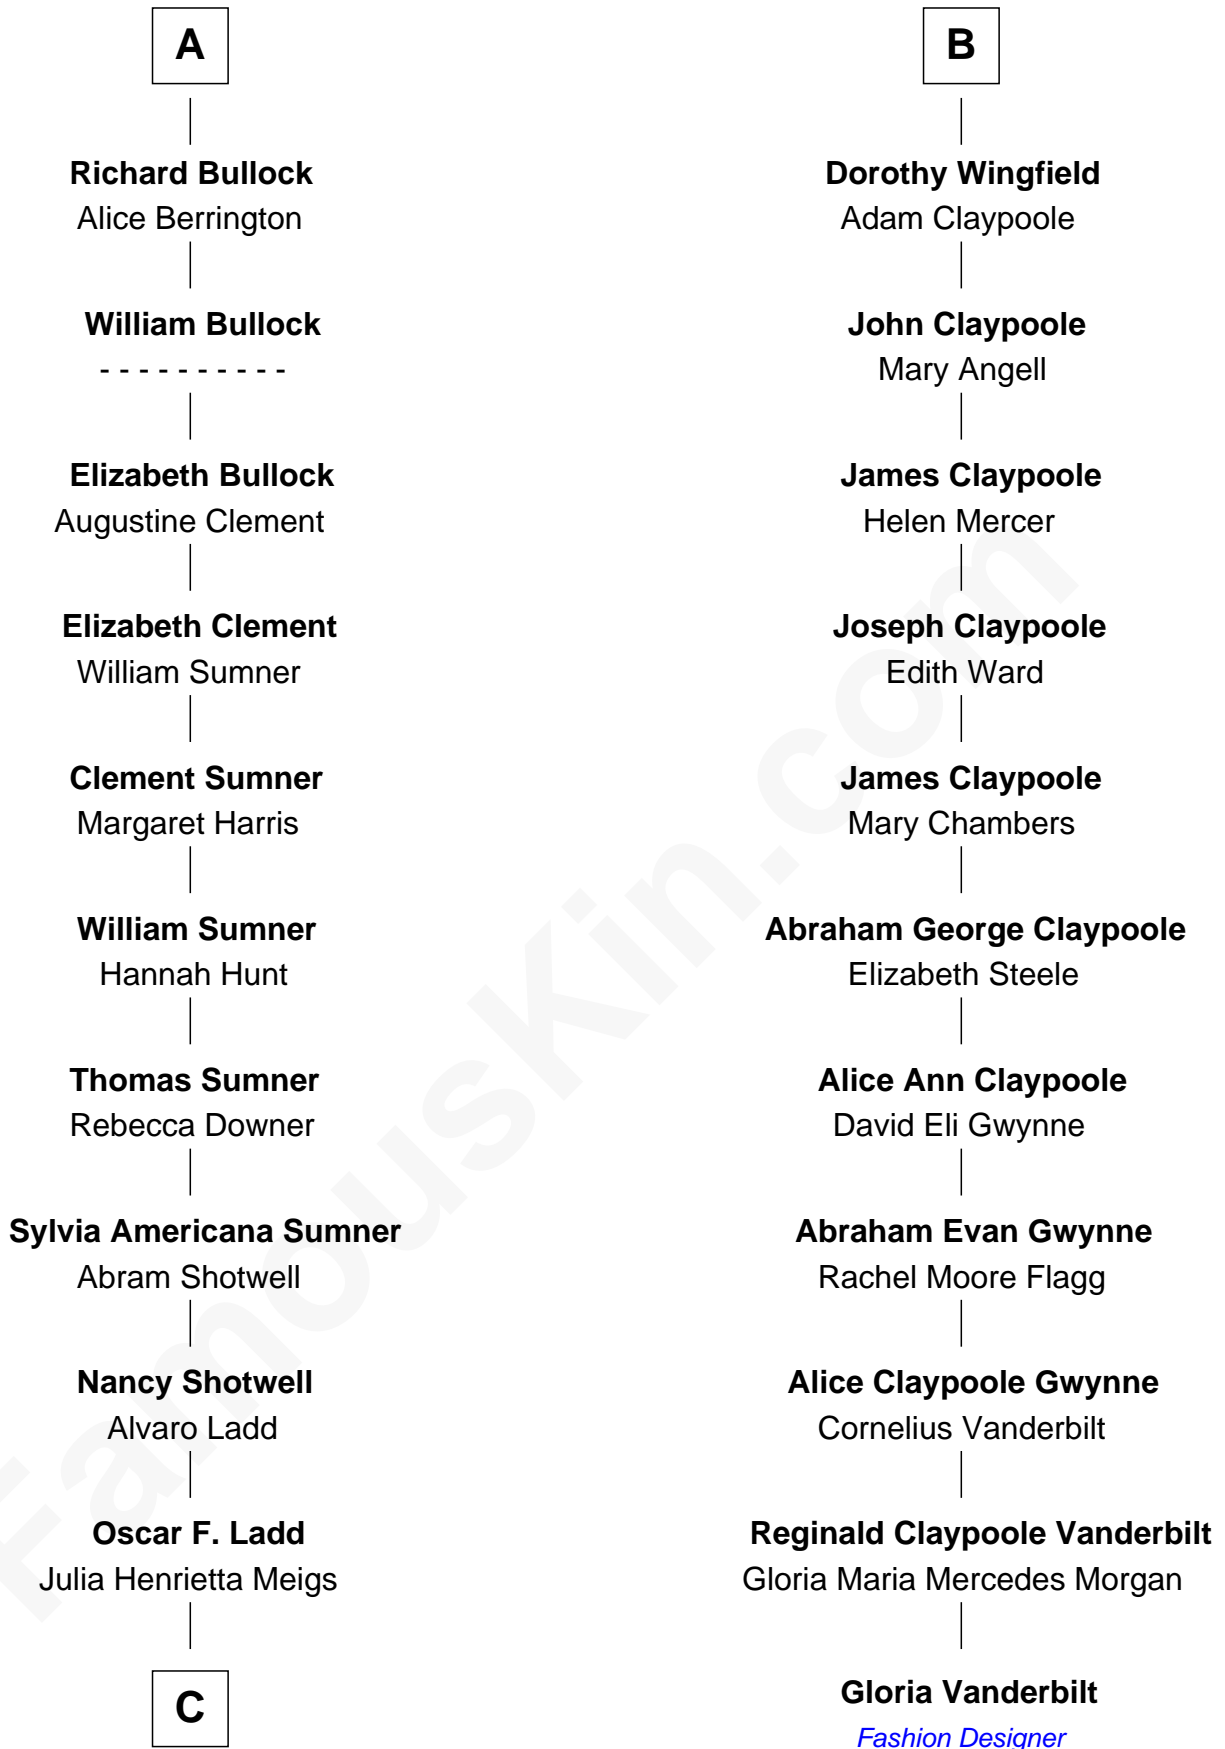 A
Richard Bullock
Alice Berrington
William Bullock
- - - - - - - - - -
Elizabeth Bullock
Augustine Clement
Elizabeth Clement
William Sumner
Clement Sumner
Margaret Harris
William Sumner
Hannah Hunt
Thomas Sumner
Rebecca Downer
Sylvia Americana Sumner
Abram Shotwell
Nancy Shotwell
Alvaro Ladd
Oscar F. Ladd
Julia Henrietta Meigs
C
B
Dorothy Wingfield
Adam Claypoole
John Claypoole
Mary Angell
James Claypoole
Helen Mercer
Joseph Claypoole
Edith Ward
James Claypoole
Mary Chambers
Abraham George Claypoole
Elizabeth Steele
Alice Ann Claypoole
David Eli Gwynne
Abraham Evan Gwynne
Rachel Moore Flagg
Alice Claypoole Gwynne
Cornelius Vanderbilt
Reginald Claypoole Vanderbilt
Gloria Maria Mercedes Morgan
Gloria Vanderbilt
Fashion Designer
FamousKin.com